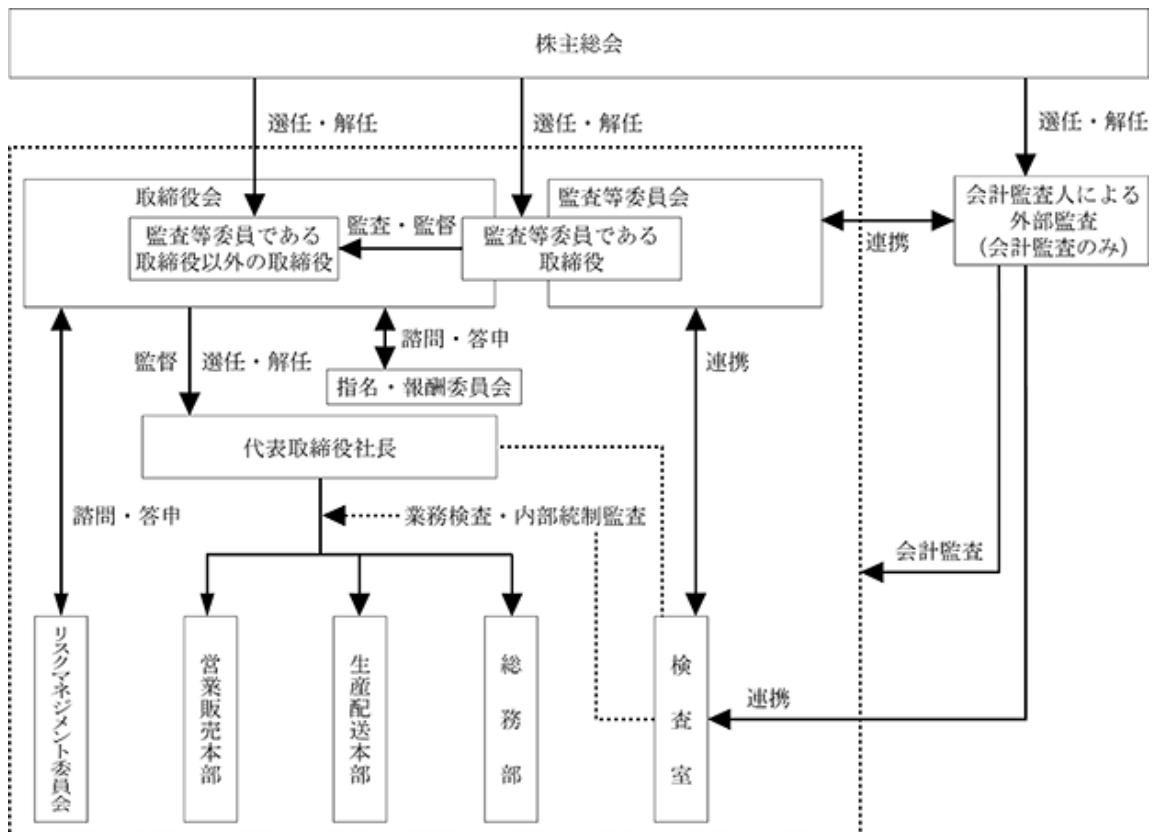 株主総会
選任・解任
選任・解任
選任・解任
取締役会
監査等委員会
会計監査人による
外部監査
（会計監査のみ）
監査等委員である
取締役以外の取締役
監査・監督
監査等委員である
取締役
連携
監督
選任・解任
諮問・答申
指名・報酬委員会
連携
代表取締役社長
諮問・答申
業務検査・内部統制監査
会計監査
リスクマネジメント委員会
営業販売本部
生産配送本部
総務部
検査室
連携